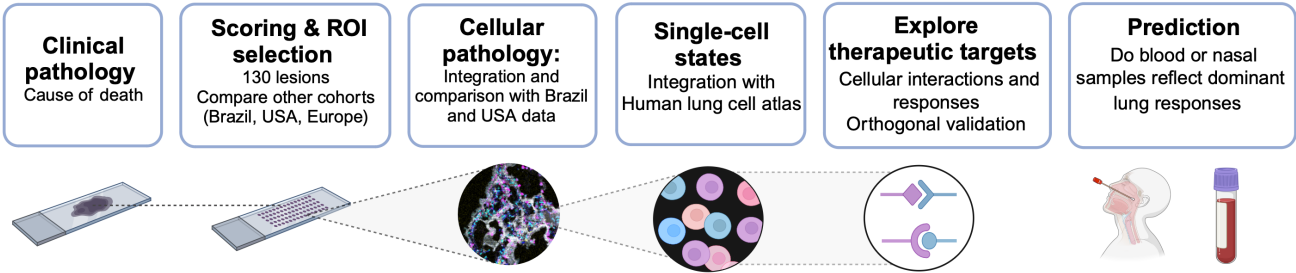 Clinical
pathology
Cause of death
Scoring & ROI
selection
130 lesions
Compare other cohorts
(Brazil, USA, Europe)
Cellular
pathology:
Integration and
comparison with Brazil
and USA data
Single-cell
states
Integration with
Human lung cell atlas
Explore
therapeutic targets
Cellular interactions and
responses
Orthogonal validation
Prediction
Do blood or nasal
samples reflect dominant
lung responses